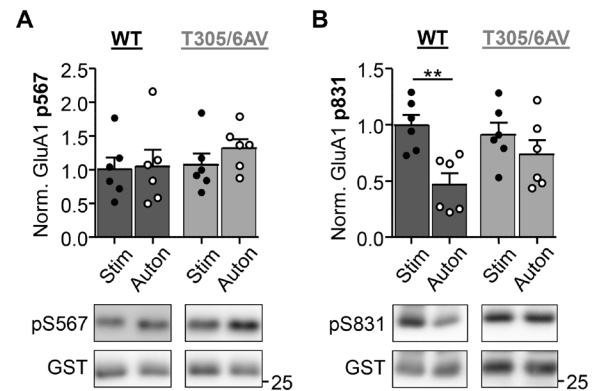 A
WT T305/6AV
Norm. GluA1 p567
2.5
2.0
1.5
1.0
0.5
0.0
Stim Auton Stim Auton
pS567
GST
25
B
WT T305/6AV
**
Norm. GluA1 p831
1.5
1.0
0.5
0.0
Stim Auton Stim Auton
pS831
GST
25